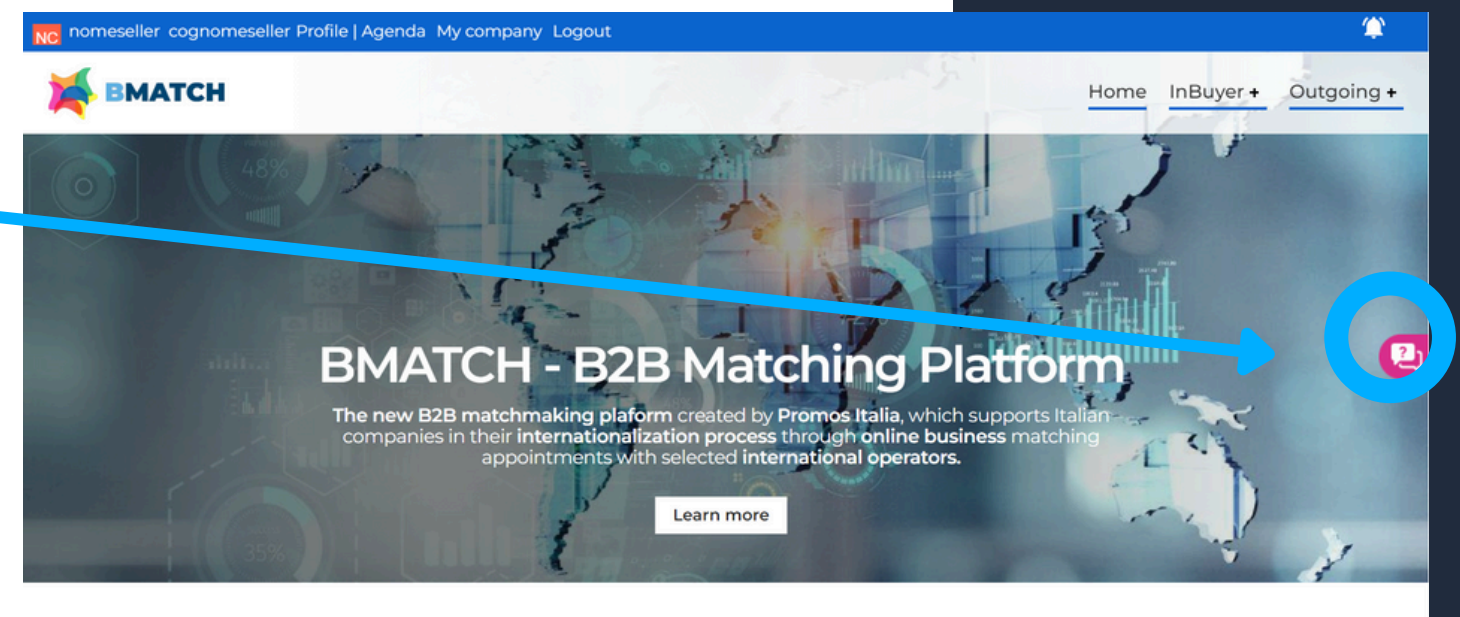 NC nomeseller cognomeseller Profile | Agenda My company Logout
BMATCH
Home InBuyer + Outgoing +
48%
BMATCH - B2B Matching Platform
The new B2B matchmaking plaform created by Promos Italia, which supports Italian
companies in their internationalization process through online business matching
appointments with selected international operators.
Learn more
35%
?